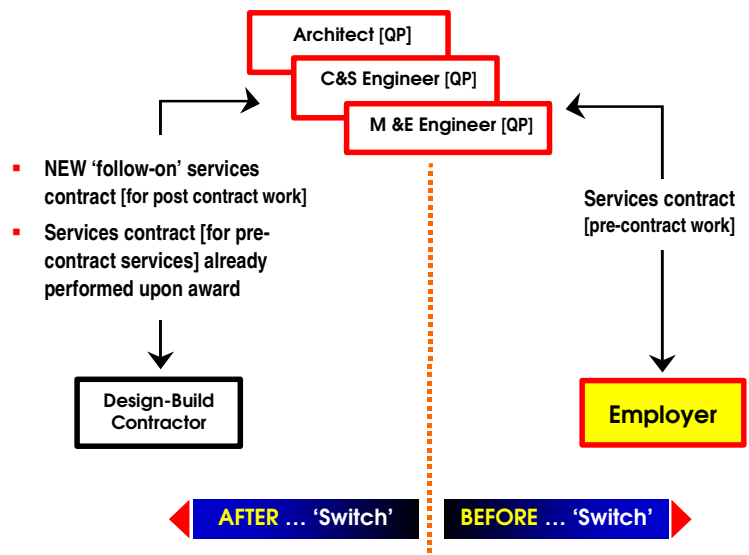 Architect [QP]
C&S Engineer [QP]
M &E Engineer [QP]
NEW ‘follow-on’ services
contract [for post contract work]
Services contract [for pre-
contract services] already
performed upon award
Services contract
[pre-contract work]
Design-Build
Contractor
Employer
AFTER … ‘Switch’
BEFORE … ‘Switch’